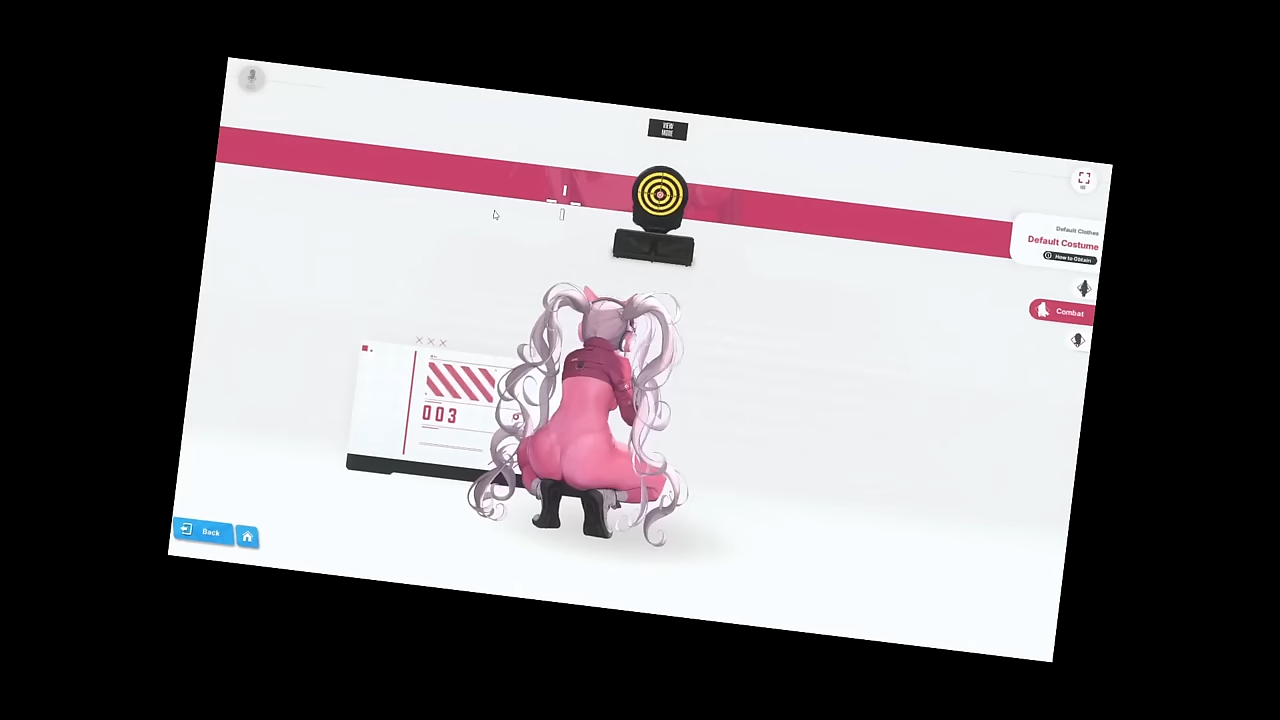 VIEW
MODE
Default Clothes
Default Costume
How to Obtain
Combat
003
Back